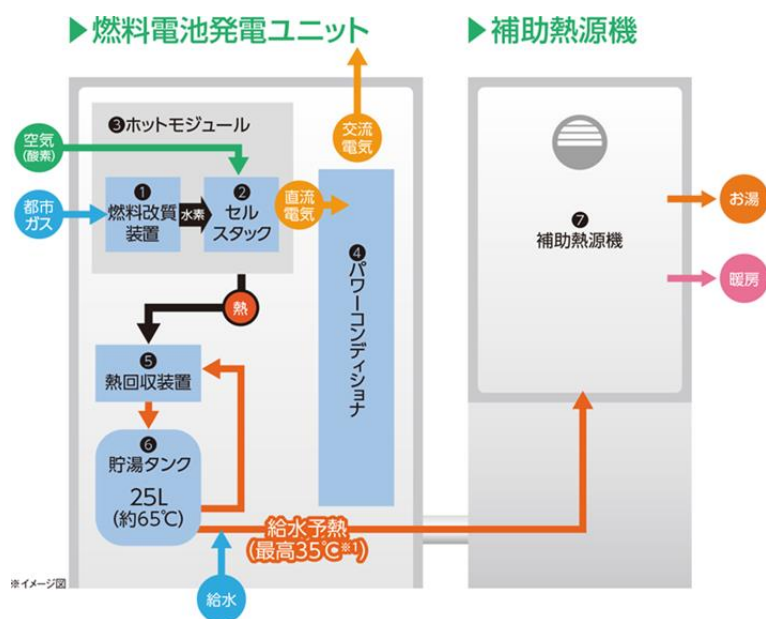 ▶燃料電池発電ユニット
▶補助熱源機
❸ホットモジュール
空気
(酸素)
交流
電気
都市
ガス
❶
燃料改質
装置
水素
❷
セル
スタック
直流
電気
❹パワーコンディショナ
❼
補助熱源機
お湯
暖房
熱
❺
熱回収装置
❻
貯湯タンク
25L
(約65℃)
給水予熱
(最高35℃※1)
給水
※イメージ図